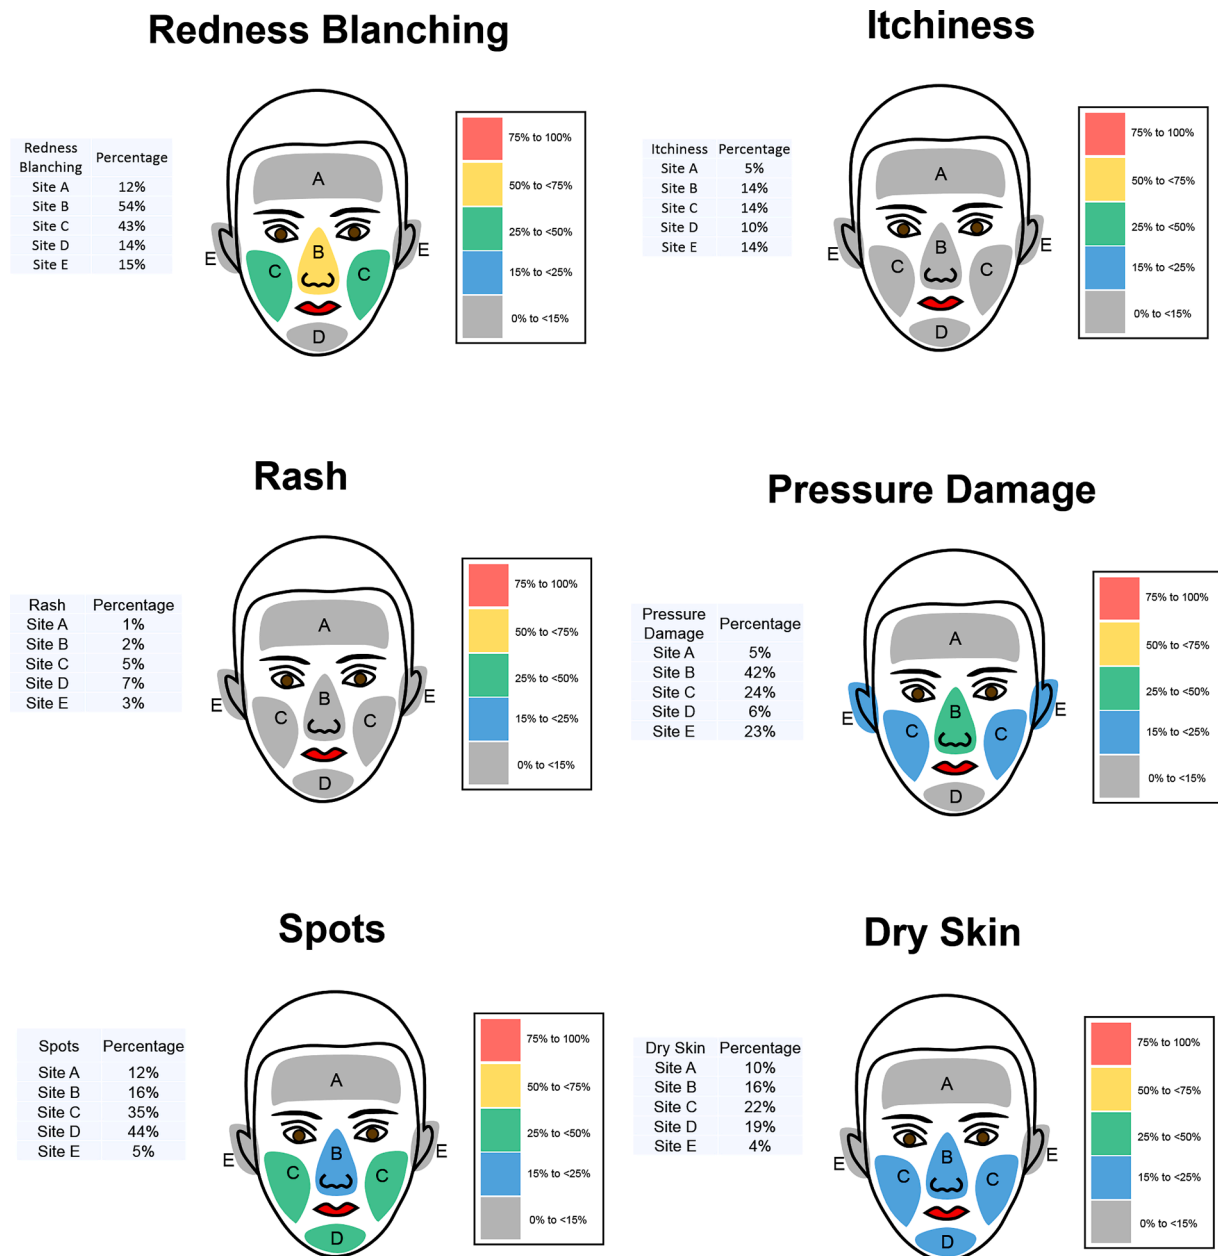 Redness Blanching
Redness Blanching Percentage
Site A 12%
Site B 54%
Site C 43%
Site D 14%
Site E 15%
A
B
C C
D
E E
75% to 100%
50% to <75%
25% to <50%
15% to <25%
0% to <15%
Itchiness
Itchiness Percentage
Site A 5%
Site B 14%
Site C 14%
Site D 10%
Site E 14%
A
B
C C
D
E E
75% to 100%
50% to <75%
25% to <50%
15% to <25%
0% to <15%
Rash
Rash Percentage
Site A 1%
Site B 2%
Site C 5%
Site D 7%
Site E 3%
A
B
C C
D
E E
75% to 100%
50% to <75%
25% to <50%
15% to <25%
0% to <15%
Pressure Damage
Pressure Damage Percentage
Site A 5%
Site B 42%
Site C 24%
Site D 6%
Site E 23%
A
B
C C
D
E E
75% to 100%
50% to <75%
25% to <50%
15% to <25%
0% to <15%
Spots
Spots Percentage
Site A 12%
Site B 16%
Site C 35%
Site D 44%
Site E 5%
A
B
C C
D
E E
75% to 100%
50% to <75%
25% to <50%
15% to <25%
0% to <15%
Dry Skin
Dry Skin Percentage
Site A 10%
Site B 16%
Site C 22%
Site D 19%
Site E 4%
A
B
C C
D
E E
75% to 100%
50% to <75%
25% to <50%
15% to <25%
0% to <15%